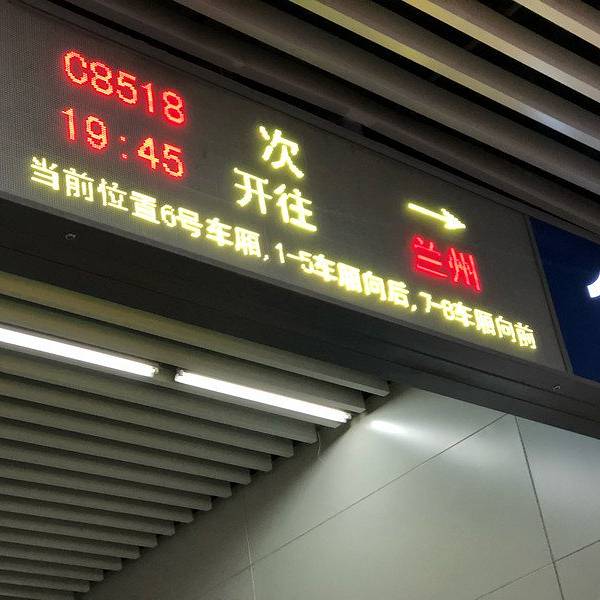 C8518 次
19:45 开往 → 兰州
当前位置6号车厢,1-5车厢向后,7-8车厢向前